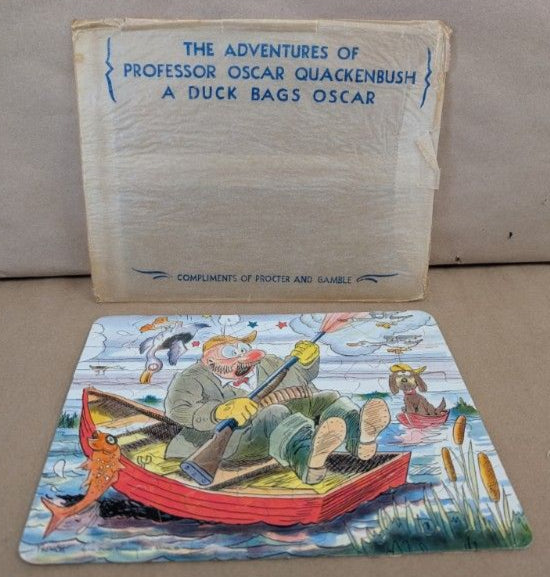 THE ADVENTURES OF
PROFESSOR OSCAR QUACKENBUSH
A DUCK BAGS OSCAR
COMPLIMENTS OF PROCTER AND GAMBLE